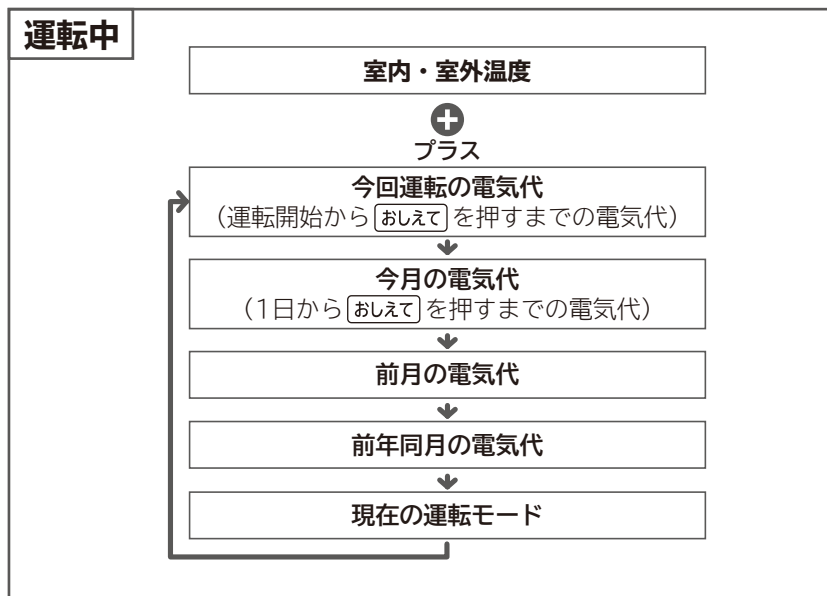 運転中
室内・室外温度
プラス
今回運転の電気代
（運転開始からおしえてを押すまでの電気代）
今月の電気代
（1日からおしえてを押すまでの電気代）
前月の電気代
前年同月の電気代
現在の運転モード